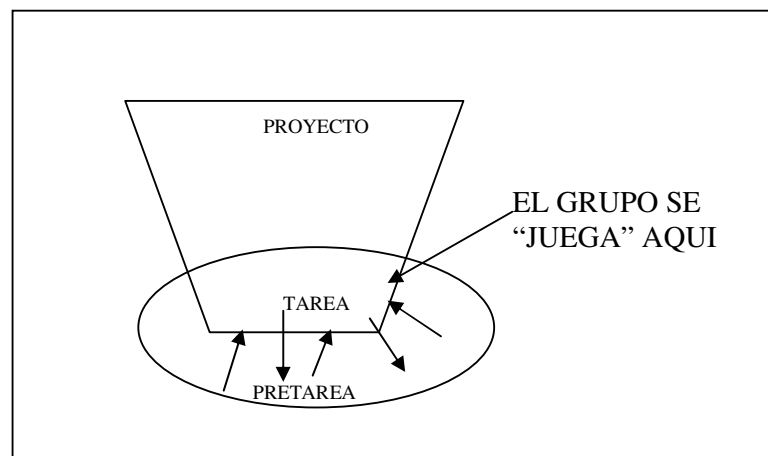 PROYECTO
EL GRUPO SE
“JUEGA” AQUI
TAREA
PRETAREA